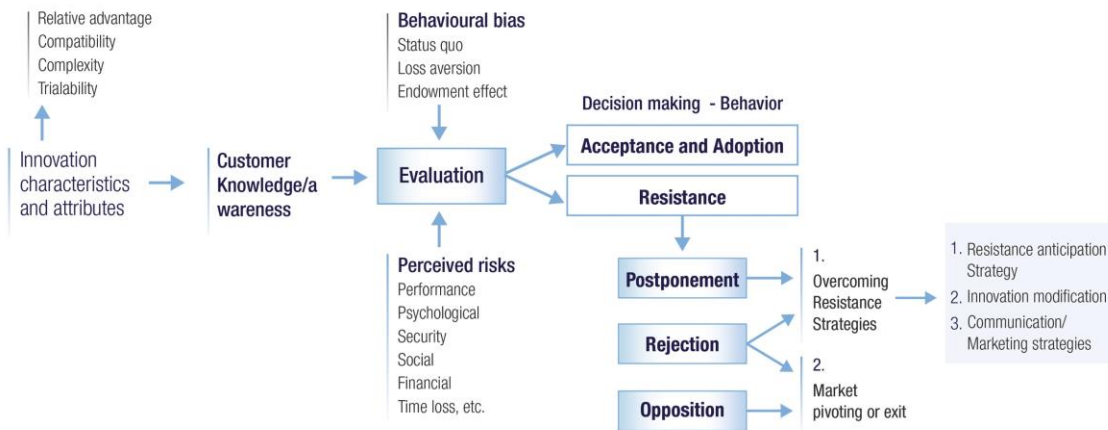 Relative advantage
Compatibility
Complexity
Trialability
Innovation
characteristics
and attributes
Customer
Knowledge/a
wareness
Behavioural bias
Status quo
Loss aversion
Endowment effect
Evaluation
Perceived risks
Performance
Psychological
Security
Social
Financial
Time loss, etc.
Decision making - Behavior
Acceptance and Adoption
Resistance
Postponement
Rejection
Opposition
1.
Overcoming
Resistance
Strategies
2.
Market
pivoting or exit
1. Resistance anticipation
Strategy
2. Innovation modification
3. Communication/
Marketing strategies